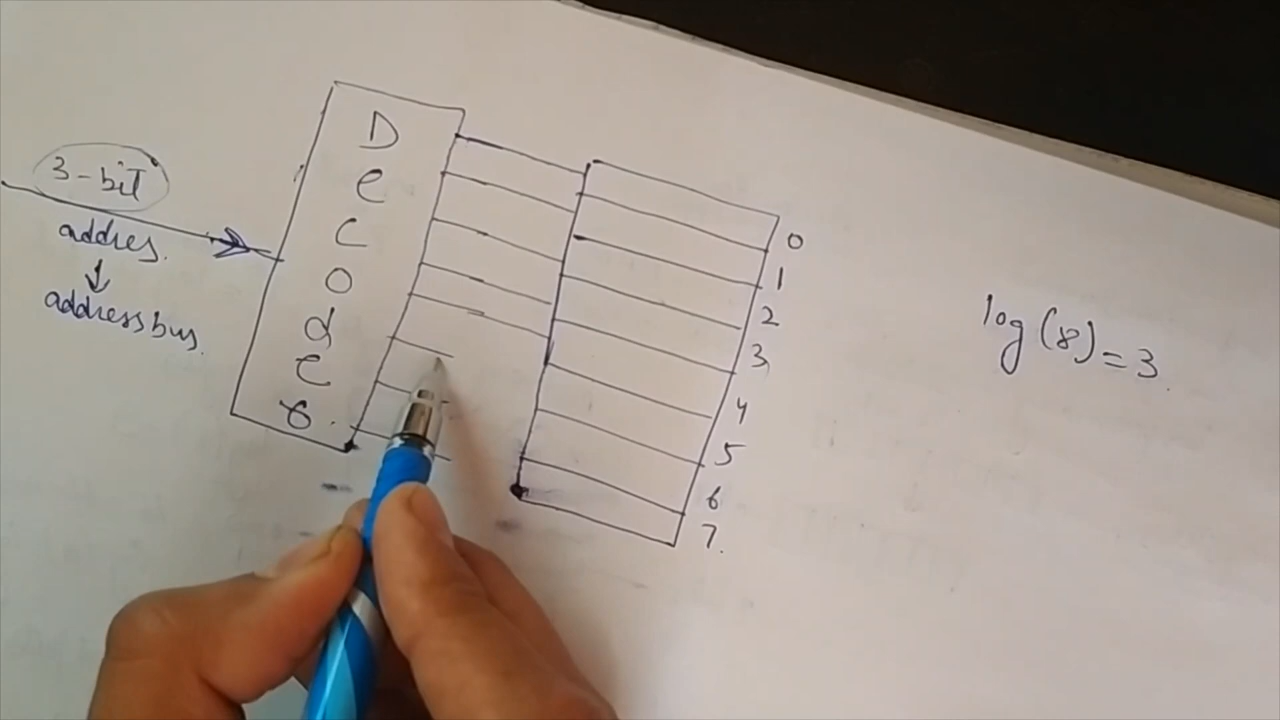 3-bit
addres.
↓
address bus.
D
e
c
o
d
e
r.
0
1
2
3
4
5
6
7.
log(8)=3.